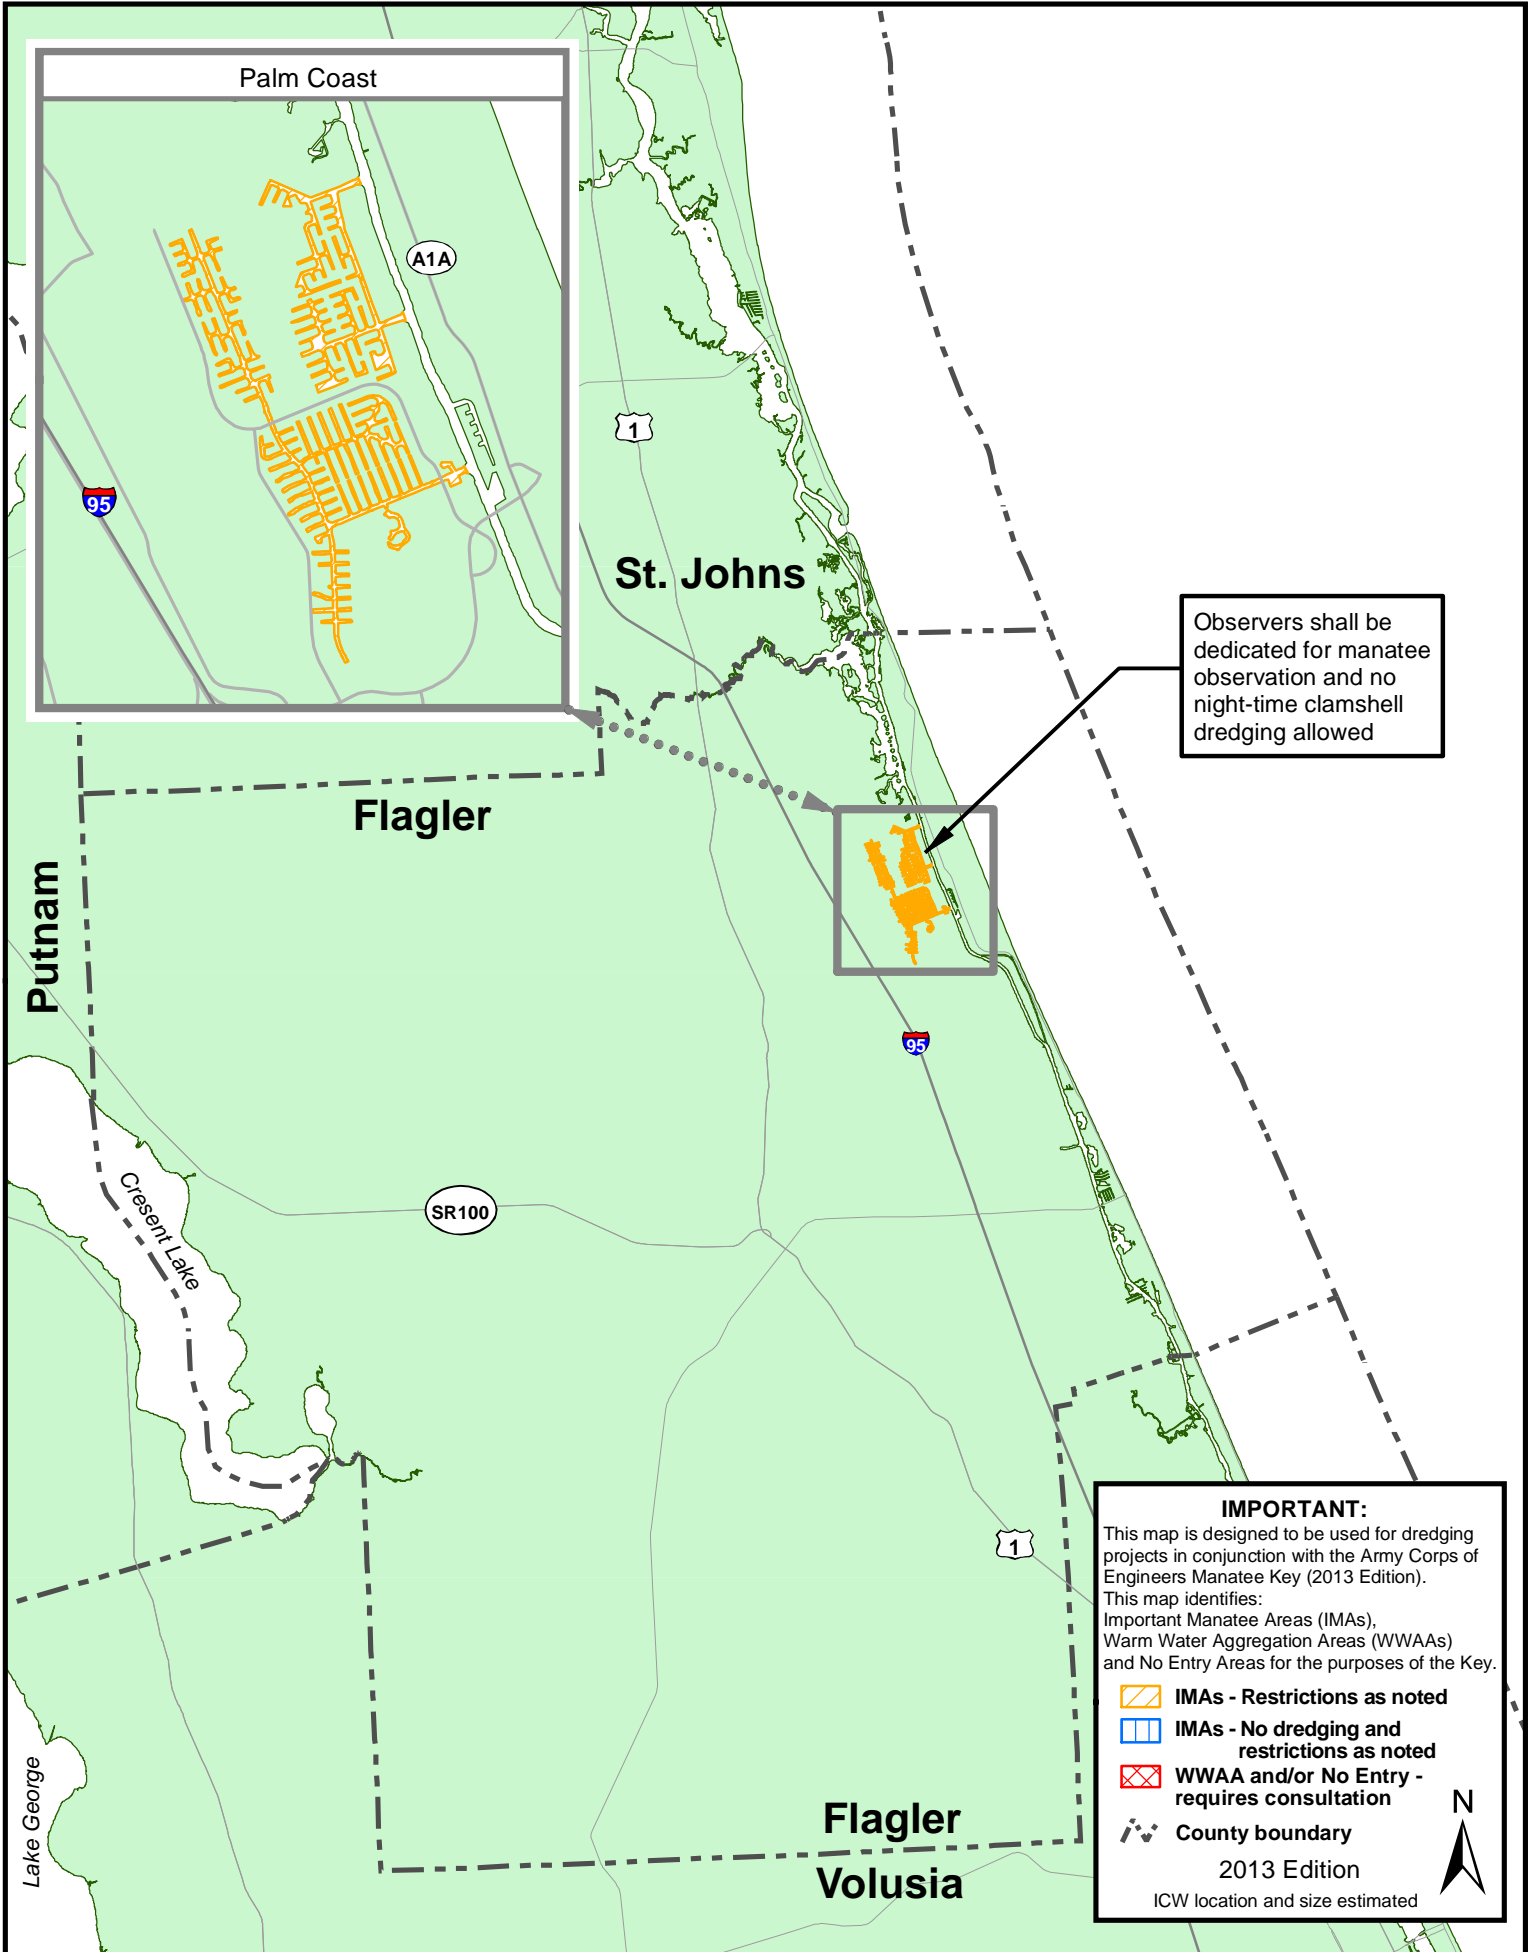 Palm Coast
A1A
95
1
St. Johns
Observers shall be
dedicated for manatee
observation and no
night-time clamshell
dredging allowed
Flagler
Putnam
95
Cresent Lake
SR100
1
IMPORTANT:
This map is designed to be used for dredging
projects in conjunction with the Army Corps of
Engineers Manatee Key (2013 Edition).
This map identifies:
Important Manatee Areas (IMAs),
Warm Water Aggregation Areas (WWAAs)
and No Entry Areas for the purposes of the Key.
IMAs - Restrictions as noted
IMAs - No dredging and
restrictions as noted
WWAA and/or No Entry -
requires consultation
County boundary
N
2013 Edition
ICW location and size estimated
Lake George
Flagler
Volusia